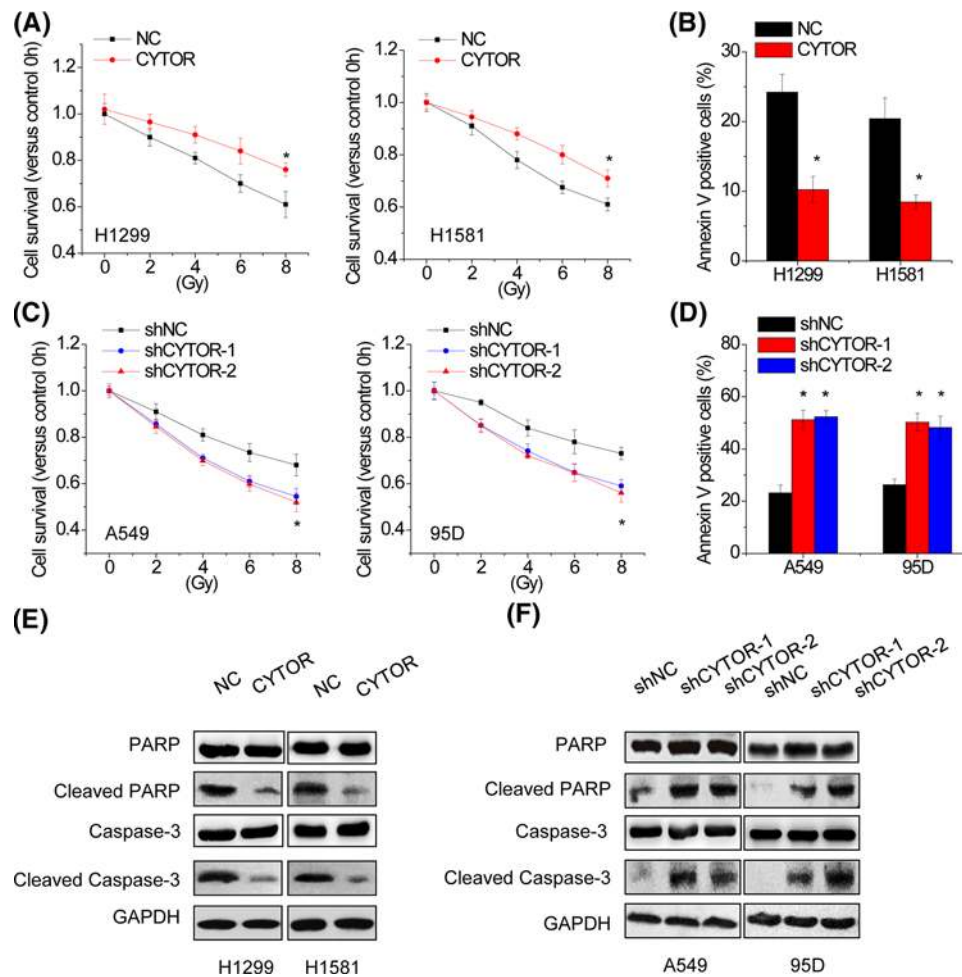 (A)
NC
CYTOR
Cell survival (versus control 0h)
1.2
1.0
0.8
0.6
0.4
*
H1299
0 2 4 6 8
(Gy)
NC
CYTOR
Cell survival (versus control 0h)
1.2
1.0
0.8
0.6
0.4
*
H1581
0 2 4 6 8
(Gy)
(B)
NC
CYTOR
Annexin V positive cells (%)
30
20
10
0
* *
H1299 H1581
(C)
shNC
shCYTOR-1
shCYTOR-2
Cell survival (versus control 0h)
1.0
0.8
0.6
0.4
*
A549
0 2 4 6 8
(Gy)
shNC
shCYTOR-1
shCYTOR-2
Cell survival (versus control 0h)
1.0
0.8
0.6
0.4
*
95D
0 2 4 6 8
(Gy)
(D)
shNC
shCYTOR-1
shCYTOR-2
Annexin V positive cells (%)
80
60
40
20
0
* * * *
A549 95D
(E)
NC CYTOR NC CYTOR
PARP
Cleaved PARP
Caspase-3
Cleaved Caspase-3
GAPDH
H1299 H1581
(F)
shNC shCYTOR-1 shCYTOR-2 shNC shCYTOR-1 shCYTOR-2
PARP
Cleaved PARP
Caspase-3
Cleaved Caspase-3
GAPDH
A549 95D